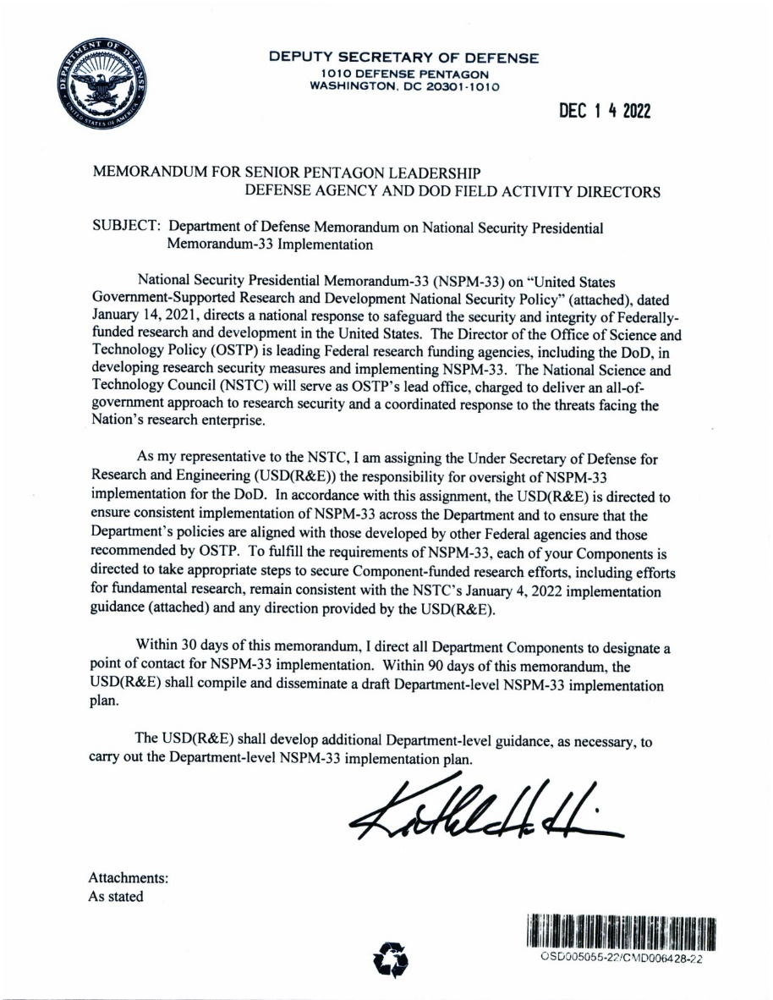 DEPARTMENT OF DEFENSE
UNITED STATES OF AMERICA
DEPUTY SECRETARY OF DEFENSE
1010 DEFENSE PENTAGON
WASHINGTON, DC 20301-1010
DEC 1 4 2022
MEMORANDUM FOR SENIOR PENTAGON LEADERSHIP
DEFENSE AGENCY AND DOD FIELD ACTIVITY DIRECTORS
SUBJECT: Department of Defense Memorandum on National Security Presidential
Memorandum-33 Implementation
National Security Presidential Memorandum-33 (NSPM-33) on “United States
Government-Supported Research and Development National Security Policy” (attached), dated
January 14, 2021, directs a national response to safeguard the security and integrity of Federally-
funded research and development in the United States. The Director of the Office of Science and
Technology Policy (OSTP) is leading Federal research funding agencies, including the DoD, in
developing research security measures and implementing NSPM-33. The National Science and
Technology Council (NSTC) will serve as OSTP’s lead office, charged to deliver an all-of-
government approach to research security and a coordinated response to the threats facing the
Nation’s research enterprise.
As my representative to the NSTC, I am assigning the Under Secretary of Defense for
Research and Engineering (USD(R&E)) the responsibility for oversight of NSPM-33
implementation for the DoD. In accordance with this assignment, the USD(R&E) is directed to
ensure consistent implementation of NSPM-33 across the Department and to ensure that the
Department’s policies are aligned with those developed by other Federal agencies and those
recommended by OSTP. To fulfill the requirements of NSPM-33, each of your Components is
directed to take appropriate steps to secure Component-funded research efforts, including efforts
for fundamental research, remain consistent with the NSTC’s January 4, 2022 implementation
guidance (attached) and any direction provided by the USD(R&E).
Within 30 days of this memorandum, I direct all Department Components to designate a
point of contact for NSPM-33 implementation. Within 90 days of this memorandum, the
USD(R&E) shall compile and disseminate a draft Department-level NSPM-33 implementation
plan.
The USD(R&E) shall develop additional Department-level guidance, as necessary, to
carry out the Department-level NSPM-33 implementation plan.
Attachments:
As stated
OSD005055-22/CMD006428-22